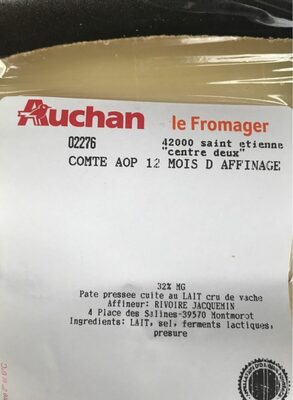 Auchan le Fromager
02276 42000 saint etienne
"centre deux"
COMTE AOP 12 MOIS D AFFINAGE
32% MG
Pate pressee cuite au LAIT cru de vache
Affineur: RIVOIRE JACQUEMIN
4 Place des Salines-39570 Montmorot
Ingredients: LAIT, sel, ferments lactiques,
presure